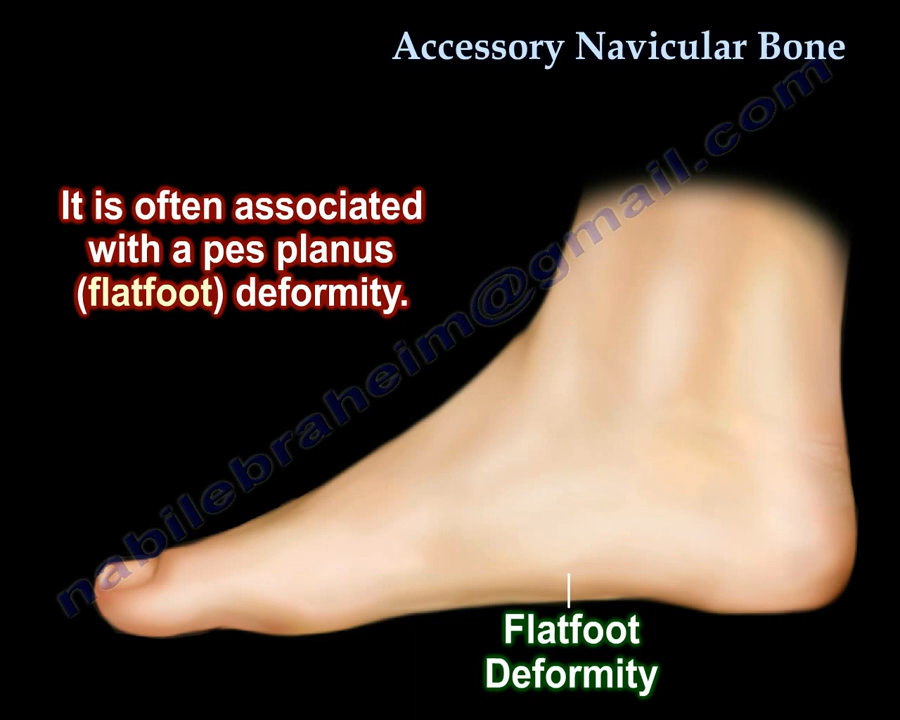 Accessory Navicular Bone
It is often associated
with a pes planus
(flatfoot) deformity.
nabilebraheim@gmail.com
Flatfoot
Deformity